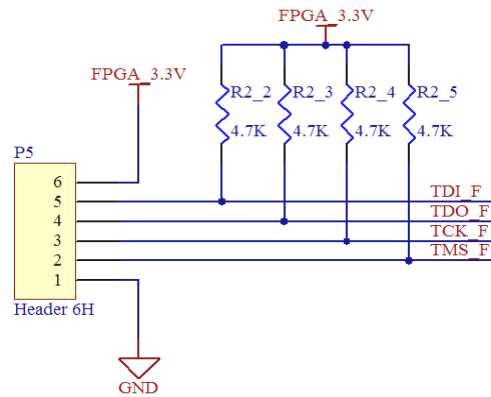 FPGA_3.3V
FPGA_3.3V
R2_2 R2_3 R2_4 R2_5
4.7K 4.7K 4.7K 4.7K
P5
6
5 TDI_F
4 TDO_F
3 TCK_F
2 TMS_F
1
Header 6H
GND